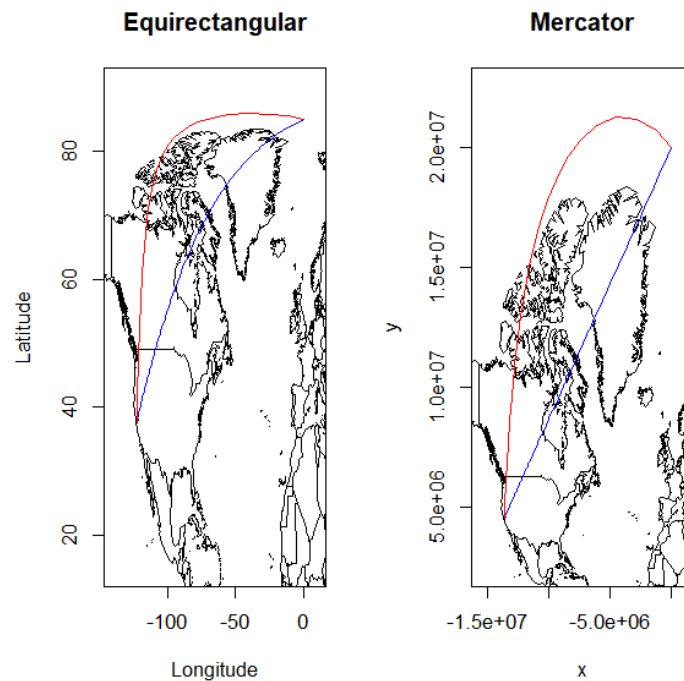 Equirectangular
Mercator
80
60
40
20
Latitude
-100
-50
0
Longitude
2.0e+07
1.5e+07
1.0e+07
5.0e+06
y
-1.5e+07
-5.0e+06
x